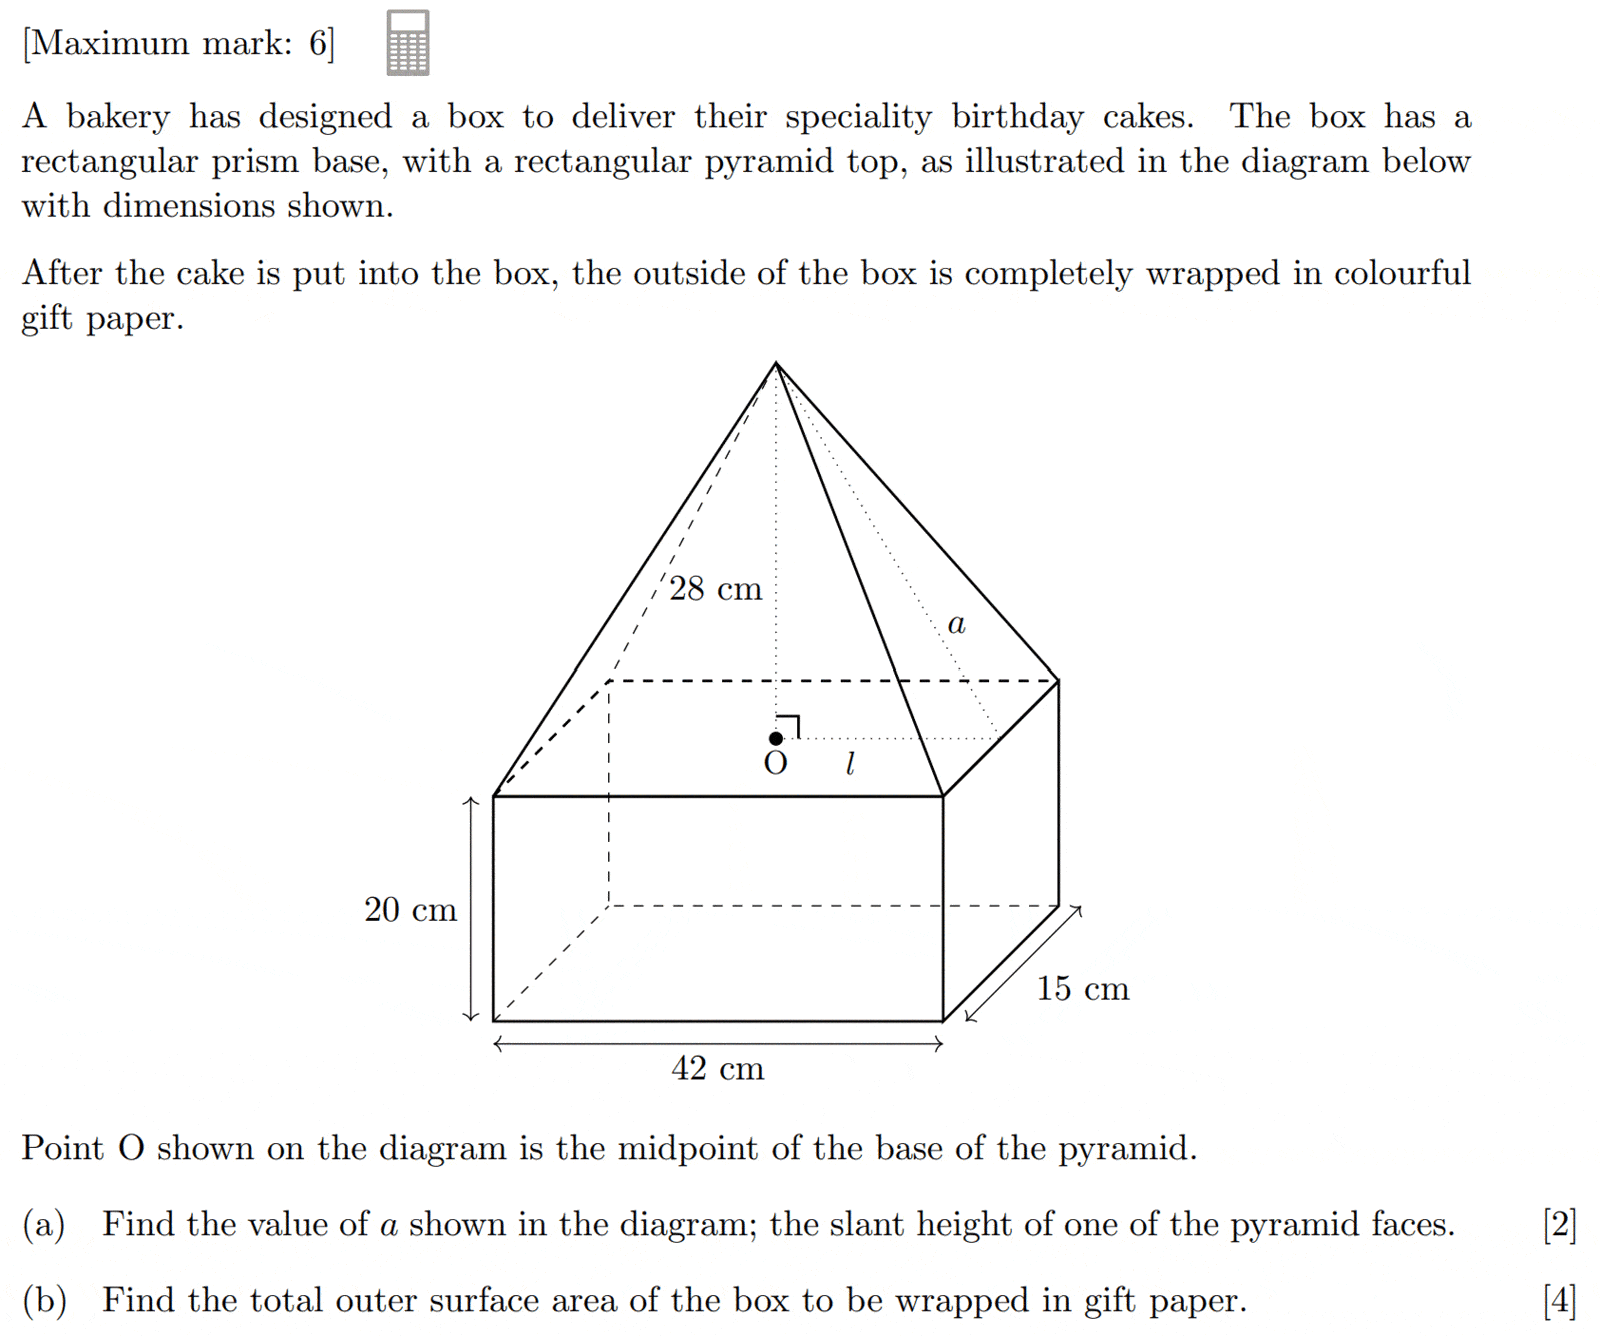 [Maximum mark: 6]
A bakery has designed a box to deliver their speciality birthday cakes. The box has a
rectangular prism base, with a rectangular pyramid top, as illustrated in the diagram below
with dimensions shown.
After the cake is put into the box, the outside of the box is completely wrapped in colourful
gift paper.
28 cm
a
O
l
20 cm
15 cm
42 cm
Point O shown on the diagram is the midpoint of the base of the pyramid.
(a) Find the value of a shown in the diagram; the slant height of one of the pyramid faces. [2]
(b) Find the total outer surface area of the box to be wrapped in gift paper. [4]